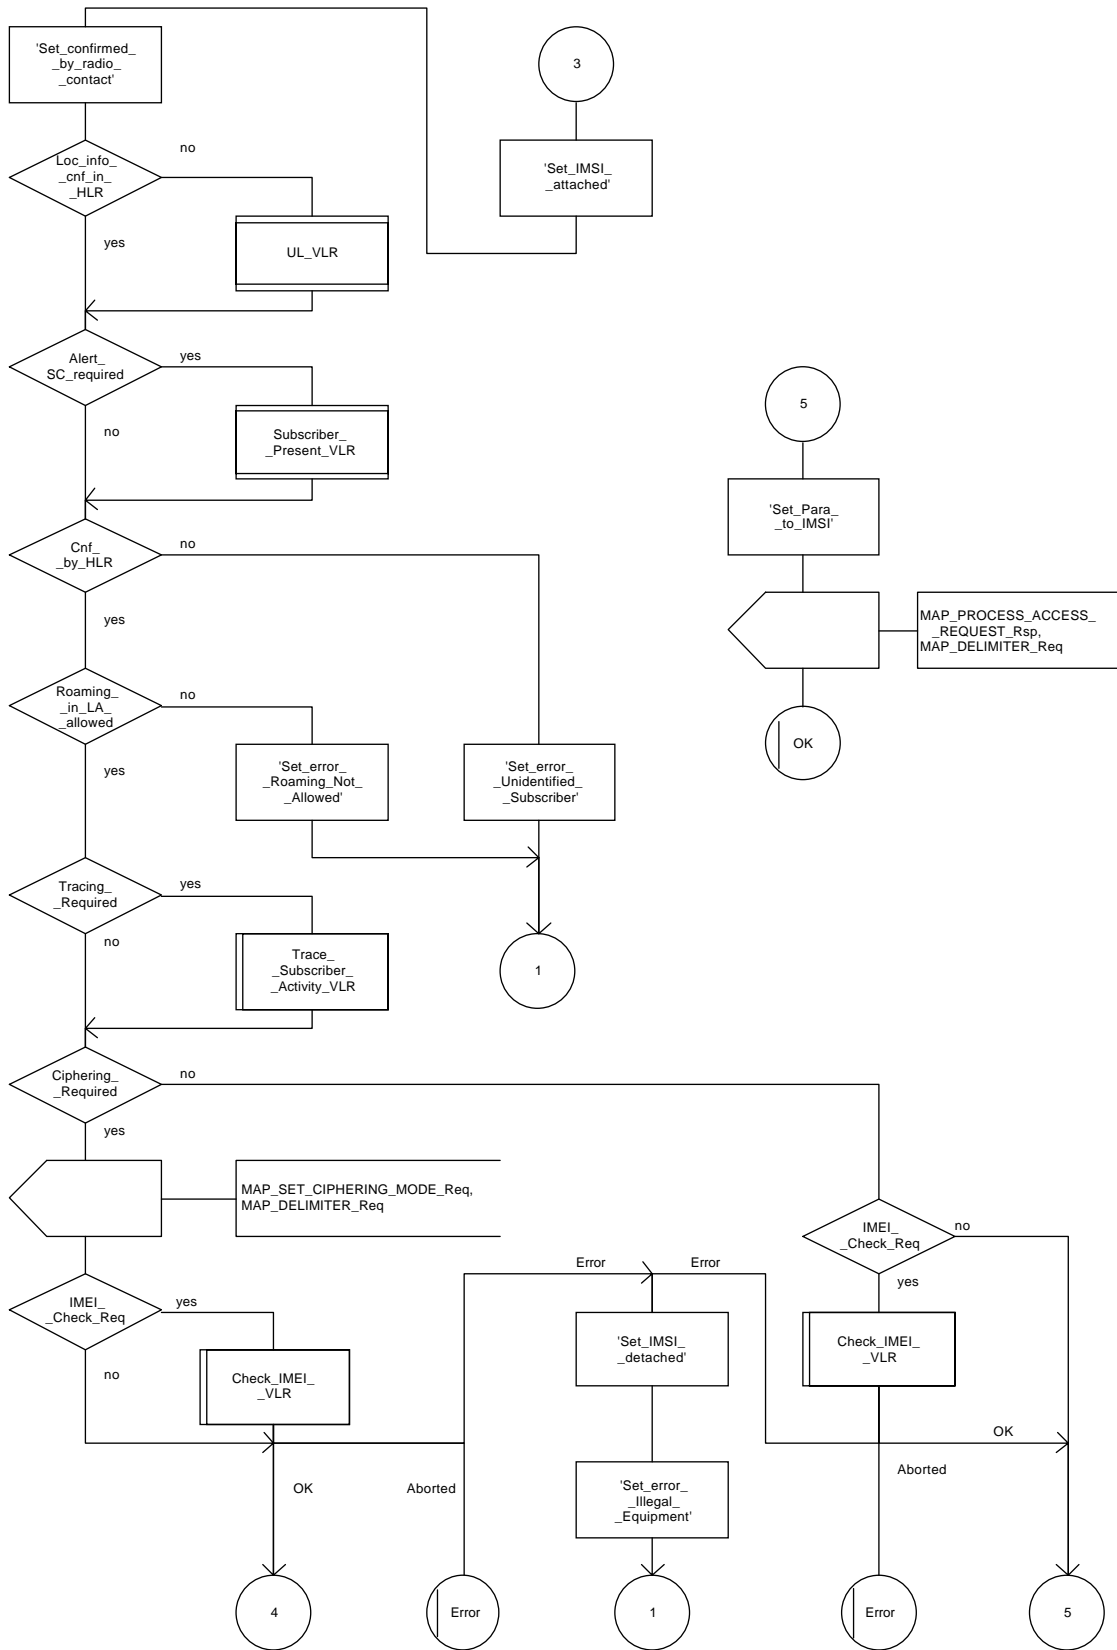 'Set_confirmed_
_by_radio_
_contact'
3
Loc_info_
_cnf_in_
_HLR
no
'Set_IMSI_
_attached'
yes
UL_VLR
Alert_
SC_required
yes
5
no
Subscriber_
_Present_VLR
'Set_Para_
_to_IMSI'
Cnf_
_by_HLR
no
yes
MAP_PROCESS_ACCESS_
_REQUEST_Rsp,
MAP_DELIMITER_Req
Roaming_
_in_LA_
_allowed
no
OK
yes
'Set_error_
_Roaming_Not_
_Allowed'
'Set_error_
_Unidentified_
_Subscriber'
Tracing_
_Required
yes
no
Trace_
_Subscriber_
_Activity_VLR
1
Ciphering_
_Required
no
yes
MAP_SET_CIPHERING_MODE_Req,
MAP_DELIMITER_Req
IMEI_
_Check_Req
no
Error
Error
yes
IMEI_
_Check_Req
yes
'Set_IMSI_
_detached'
Check_IMEI_
_VLR
no
Check_IMEI_
_VLR
OK
OK
Aborted
'Set_error_
_Illegal_
_Equipment'
Aborted
4
Error
1
Error
5